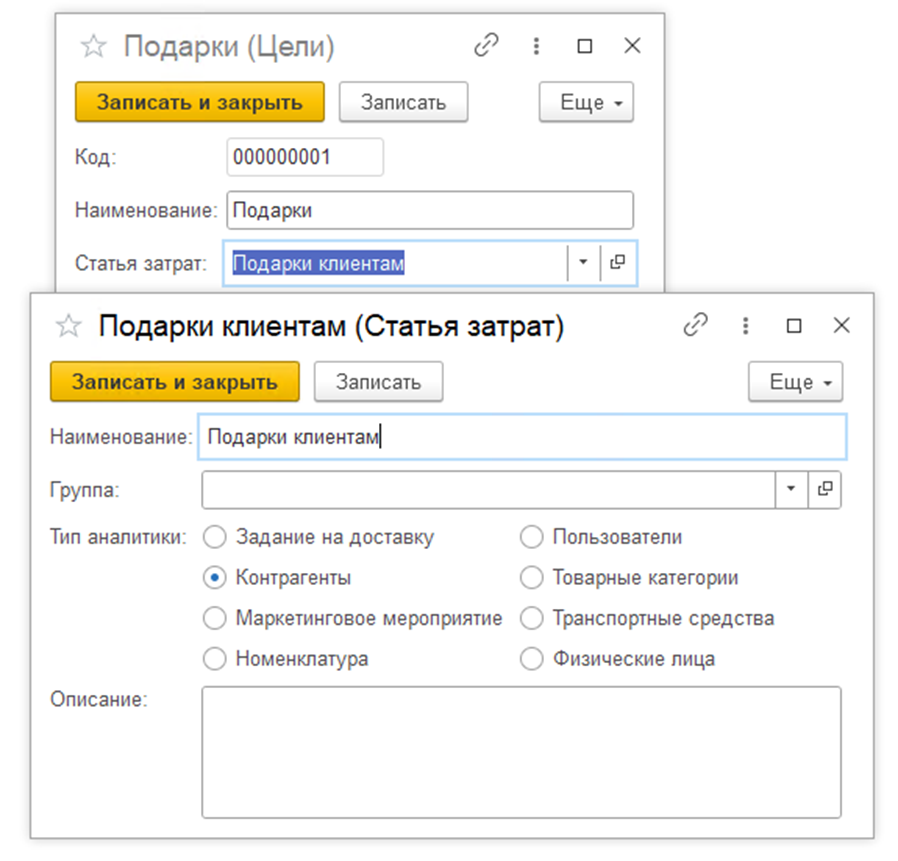 Подарки (Цели)
Записать и закрыть Записать Еще
Код: 000000001
Наименование: Подарки
Статья затрат: Подарки клиентам
Подарки клиентам (Статья затрат)
Записать и закрыть Записать Еще
Наименование: Подарки клиентам
Группа:
Тип аналитики: Задание на доставку Пользователи
Контрагенты Товарные категории
Маркетинговое мероприятие Транспортные средства
Номенклатура Физические лица
Описание: